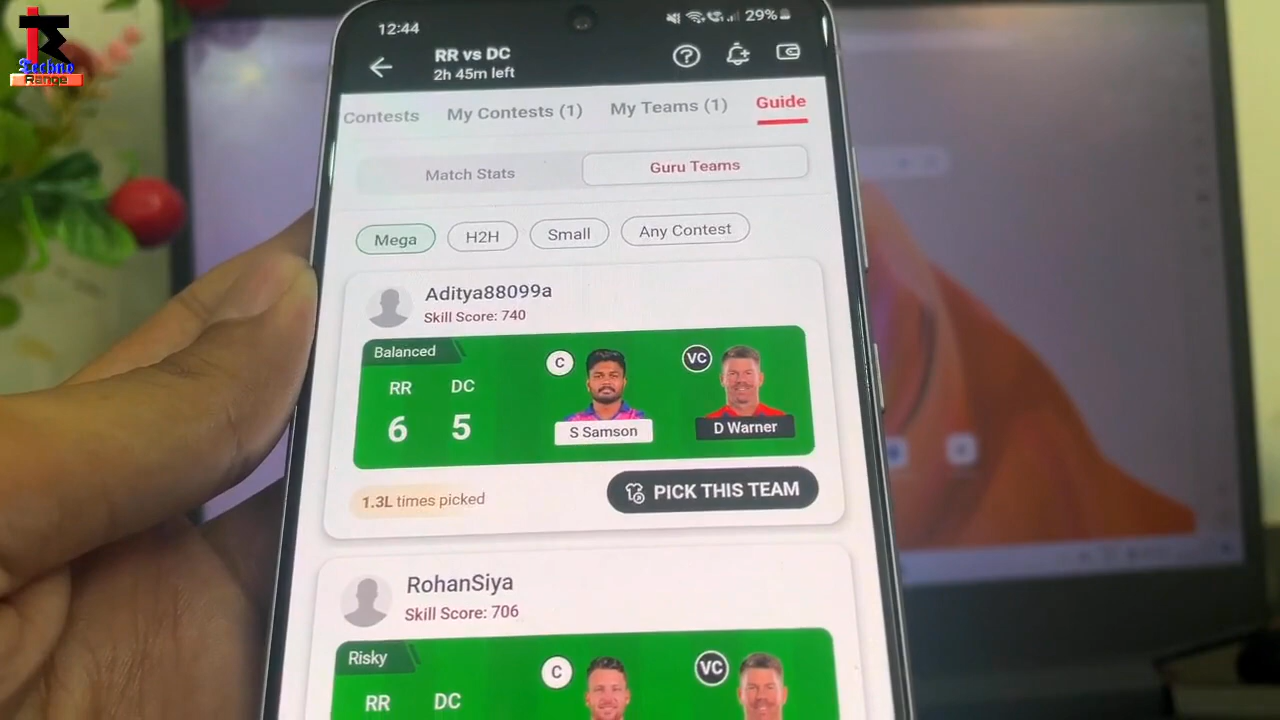 Techno
Range
12:44
29%
RR vs DC
2h 45m left
Contests
My Contests (1)
My Teams (1)
Guide
Match Stats
Guru Teams
Mega
H2H
Small
Any Contest
Aditya88099a
Skill Score: 740
Balanced
RR
DC
6
5
C
VC
S Samson
D Warner
1.3L times picked
PICK THIS TEAM
RohanSiya
Skill Score: 706
Risky
RR
DC
C
VC